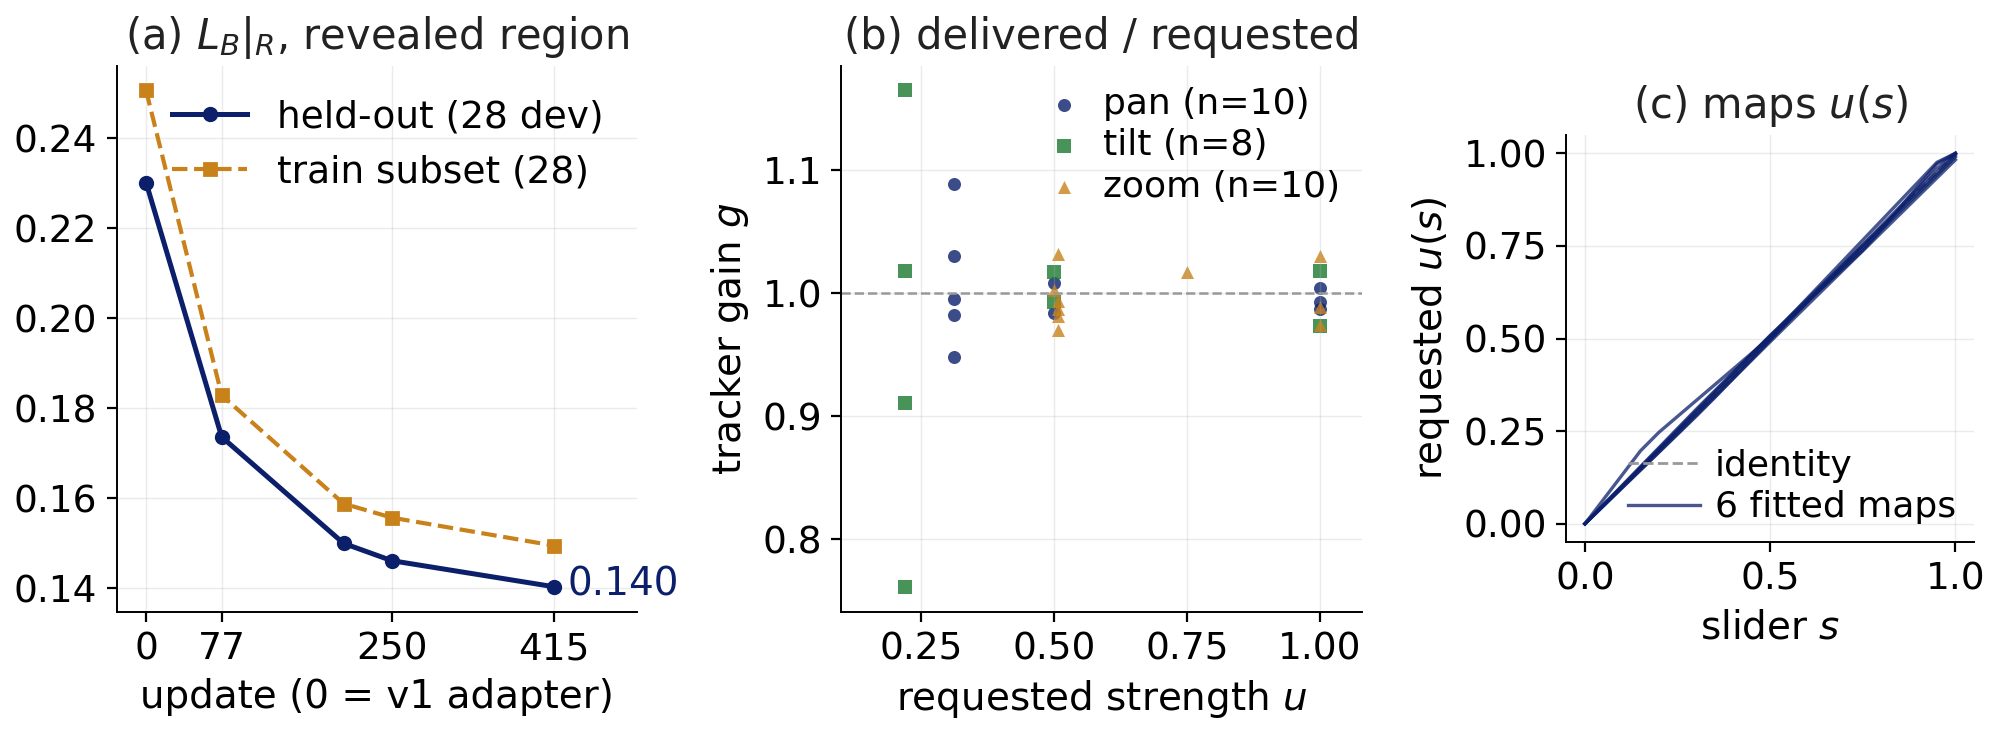 (a) L_B|_R, revealed region
0.24
0.22
0.20
0.18
0.16
0.14
held-out (28 dev)
train subset (28)
0.140
0 77 250 415
update (0 = v1 adapter)
(b) delivered / requested
tracker gain g
1.1
1.0
0.9
0.8
pan (n=10)
tilt (n=8)
zoom (n=10)
0.25 0.50 0.75 1.00
requested strength u
(c) maps u(s)
requested u(s)
1.00
0.75
0.50
0.25
0.00
identity
6 fitted maps
0.0 0.5 1.0
slider s